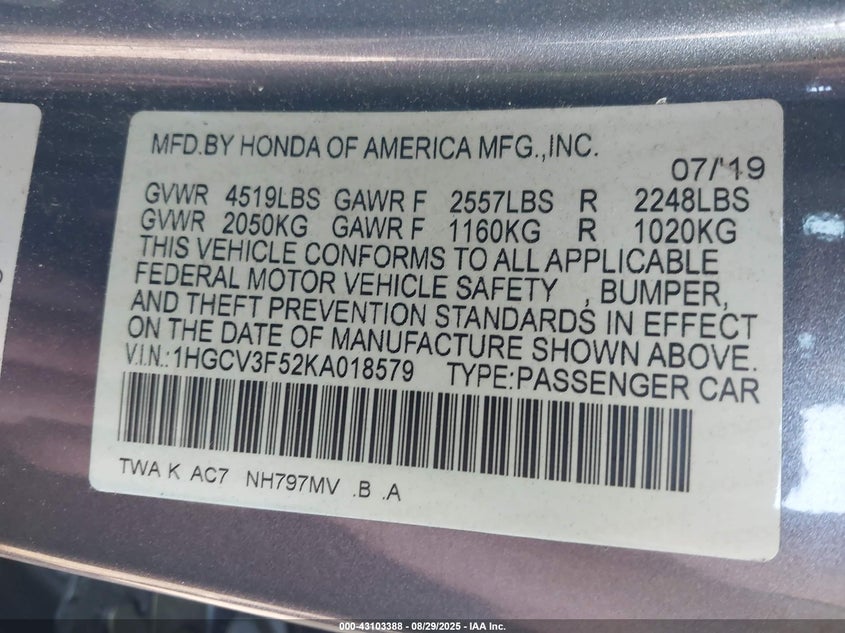 MFD.BY HONDA OF AMERICA MFG.,INC.
07/'19
GVWR 4519LBS GAWR F 2557LBS R 2248LBS
GVWR 2050KG GAWR F 1160KG R 1020KG
THIS VEHICLE CONFORMS TO ALL APPLICABLE
FEDERAL MOTOR VEHICLE SAFETY , BUMPER,
AND THEFT PREVENTION STANDARDS IN EFFECT
ON THE DATE OF MANUFACTURE SHOWN ABOVE.
V.I.N.:1HGCV3F52KA018579 TYPE:PASSENGER CAR
TWA K AC7 NH797MV .B .A
000-43103388 - 08/29/2025 - IAA Inc.